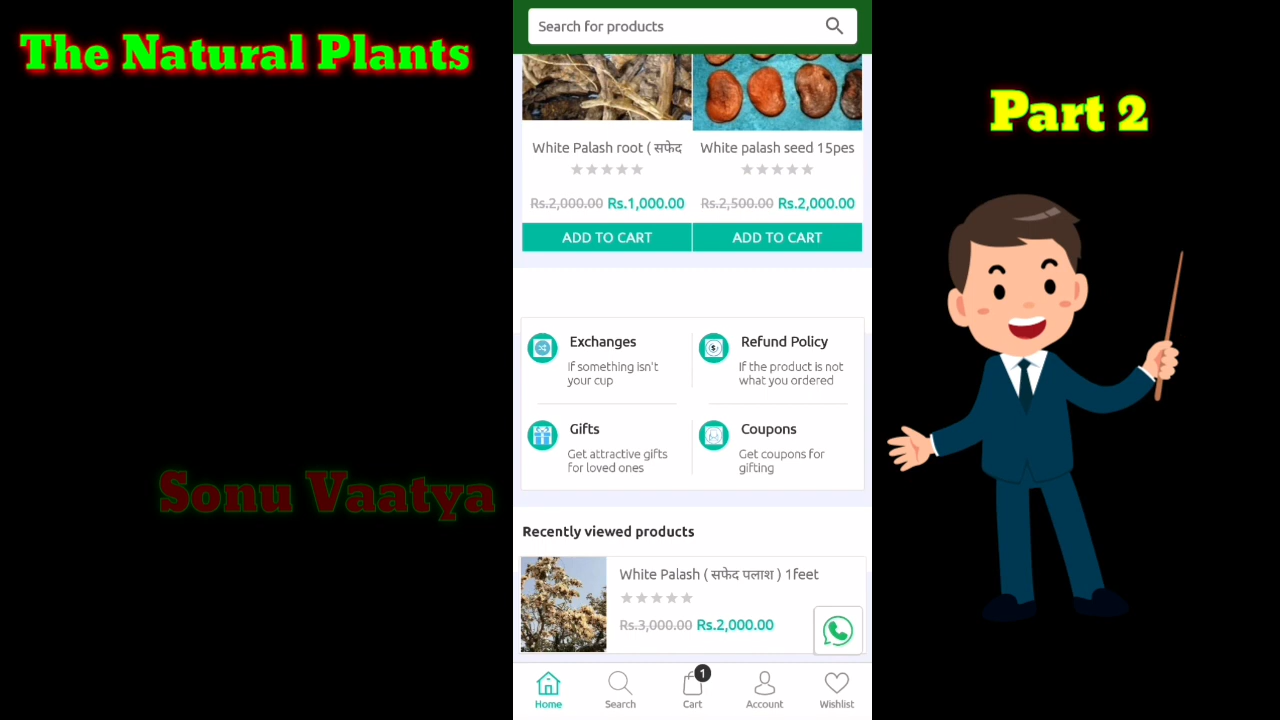 The Natural Plants
Part 2
Sonu Vaatya
Search for products
White Palash root ( सफेद
White palash seed 15pes
Rs.2,000.00 Rs.1,000.00
Rs.2,500.00 Rs.2,000.00
ADD TO CART
ADD TO CART
Exchanges
If something isn't
your cup
Refund Policy
If the product is not
what you ordered
Gifts
Get attractive gifts
for loved ones
Coupons
Get coupons for
gifting
Recently viewed products
White Palash ( सफेद पलाश ) 1feet
Rs.3,000.00 Rs.2,000.00
1
Home
Search
Cart
Account
Wishlist